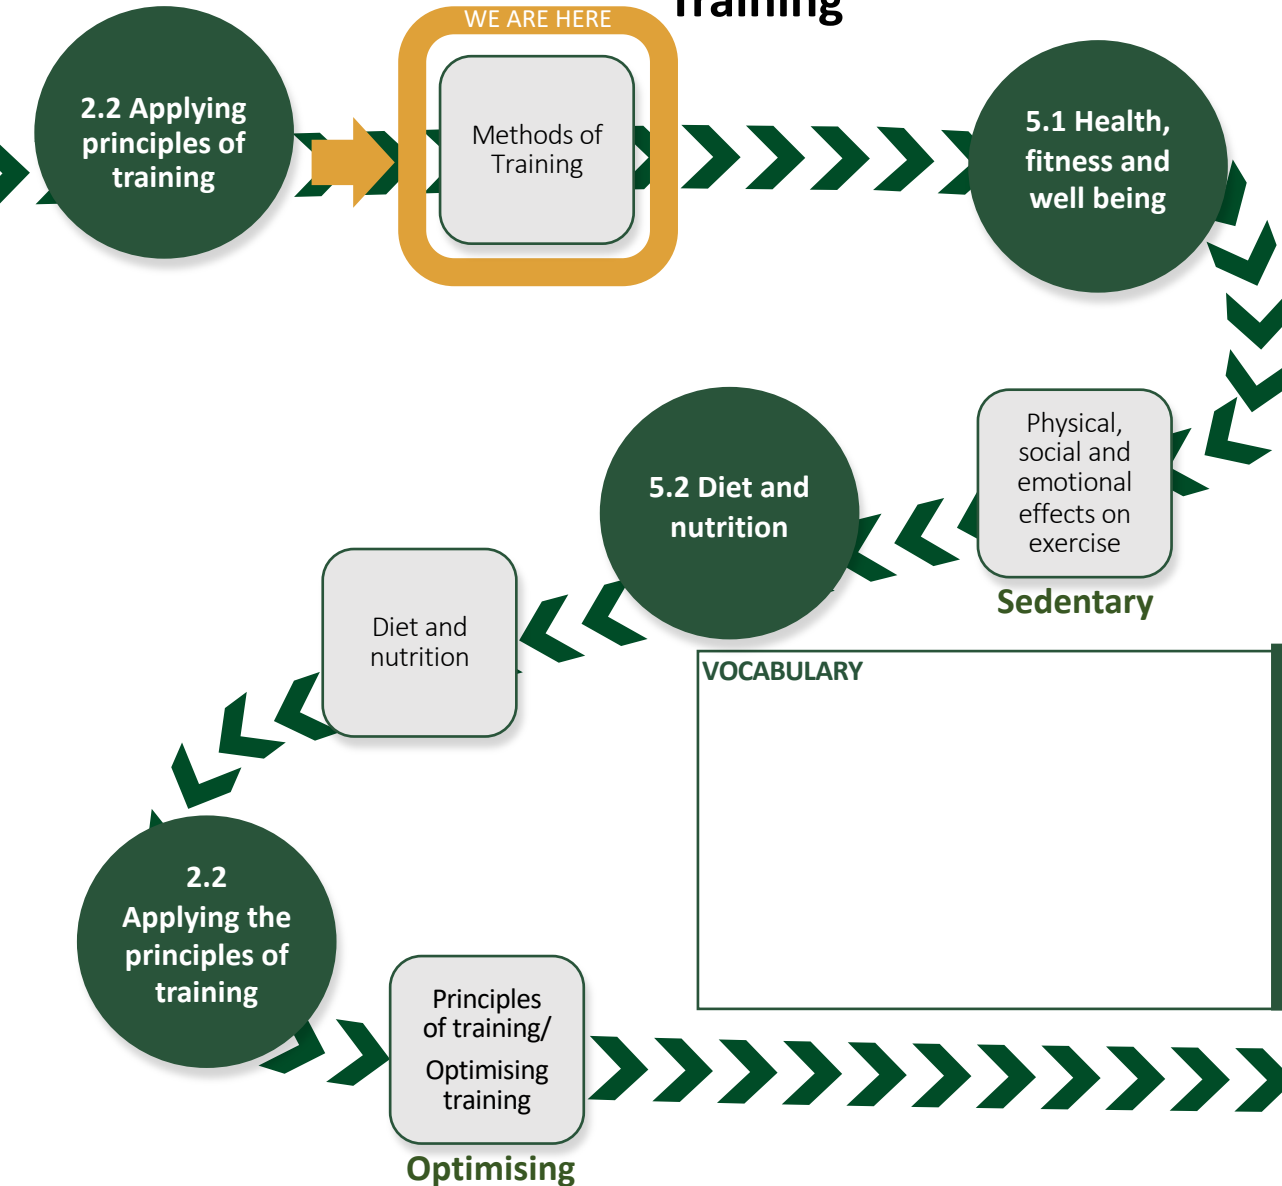 Training
WE ARE HERE
2.2 Applying
principles of
training
Methods of
Training
5.1 Health,
fitness and
well being
Physical,
social and
emotional
effects on
exercise
Sedentary
5.2 Diet and
nutrition
Diet and
nutrition
VOCABULARY
2.2
Applying the
principles of
training
Principles
of training/
Optimising
training
Optimising